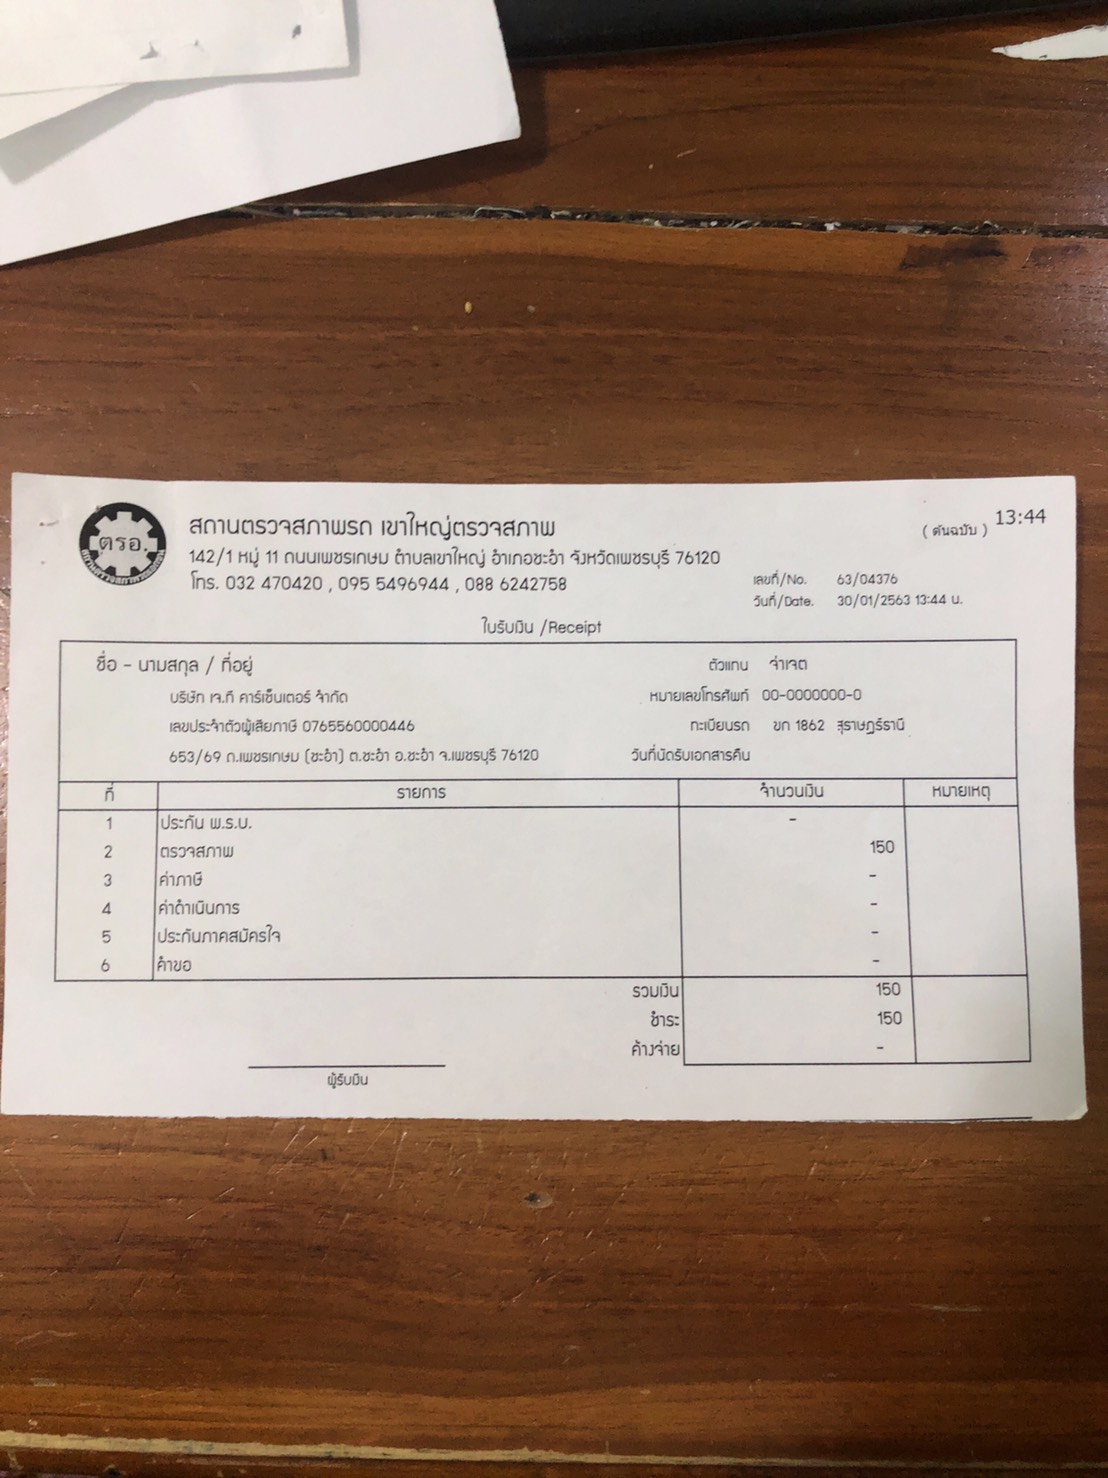 ตรอ.
สถานตรวจสภาพรถ เขาใหญ่ตรวจสภาพ
( ต้นฉบับ ) 13:44
142/1 หมู่ 11 ถนนเพชรเกษม ตำบลเขาใหญ่ อำเภอชะอำ จังหวัดเพชรบุรี 76120
โทร. 032 470420 , 095 5496944 , 088 6242758
เลขที่/No. 63/04376
วันที่/Date. 30/01/2563 13:44 น.
ใบรับเงิน /Receipt
ชื่อ - นามสกุล / ที่อยู่ ตัวแทน จ่าเจต
บริษัท เจ.ที คาร์เซ็นเตอร์ จำกัด หมายเลขโทรศัพท์ 00-0000000-0
เลขประจำตัวผู้เสียภาษี 0765560000446 ทะเบียนรถ ขก 1862 สุราษฎร์ธานี
653/69 ถ.เพชรเกษม (ชะอำ) ต.ชะอำ อ.ชะอำ จ.เพชรบุรี 76120 วันที่นัดรับเอกสารคืน
ที่ รายการ จำนวนเงิน หมายเหตุ
1 ประกัน พ.ร.บ. -
2 ตรวจสภาพ 150
3 ค่าภาษี -
4 ค่าดำเนินการ -
5 ประกันภาคสมัครใจ -
6 คำขอ -
รวมเงิน 150
ชำระ 150
ค้างจ่าย -
ผู้รับเงิน